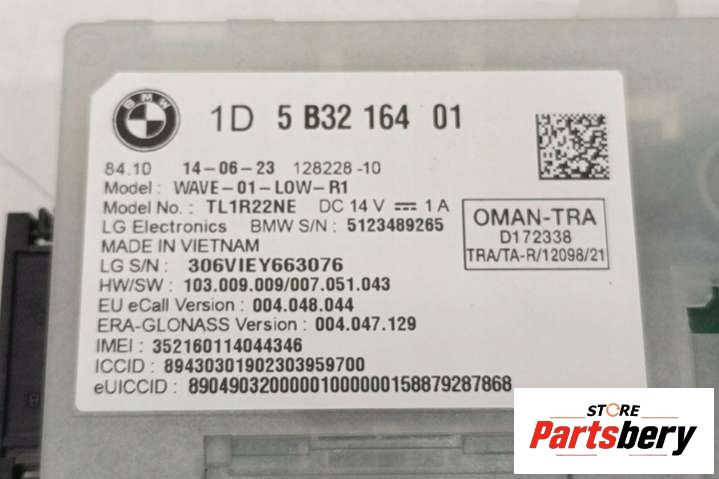 BMW
1D 5 B32 164 01
84.10 14-06-23 128228-10
Model: WAVE-01-LOW-R1
Model No.: TL1R22NE DC 14 V ⎓ 1 A
LG Electronics BMW S/N: 5123489265
MADE IN VIETNAM
LG S/N: 306VIEY663076
HW/SW: 103.009.009/007.051.043
EU eCall Version: 004.048.044
ERA-GLONASS Version: 004.047.129
IMEI: 352160114044346
ICCID: 89430301902303959700
eUICCID: 89049032000001000000158879287868
OMAN-TRA
D172338
TRA/TA-R/12098/21
STORE
Partsbery